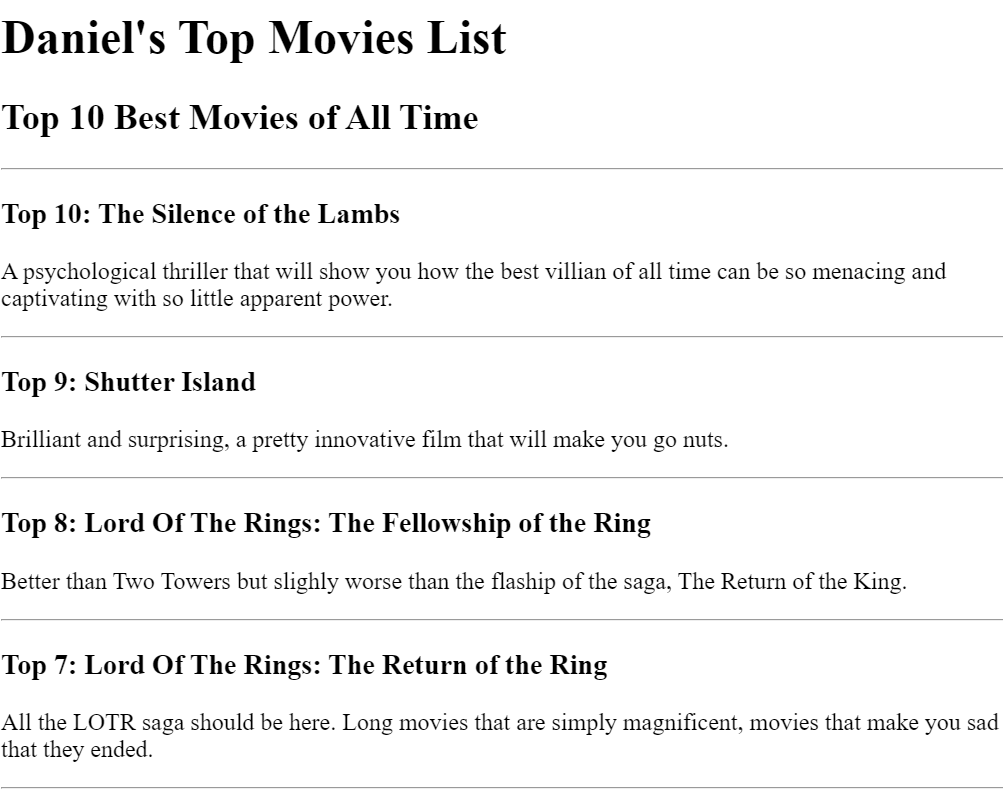 Daniel's Top Movies List
Top 10 Best Movies of All Time
Top 10: The Silence of the Lambs
A psychological thriller that will show you how the best villian of all time can be so menacing and
captivating with so little apparent power.
Top 9: Shutter Island
Brilliant and surprising, a pretty innovative film that will make you go nuts.
Top 8: Lord Of The Rings: The Fellowship of the Ring
Better than Two Towers but slighly worse than the flaship of the saga, The Return of the King.
Top 7: Lord Of The Rings: The Return of the Ring
All the LOTR saga should be here. Long movies that are simply magnificent, movies that make you sad
that they ended.